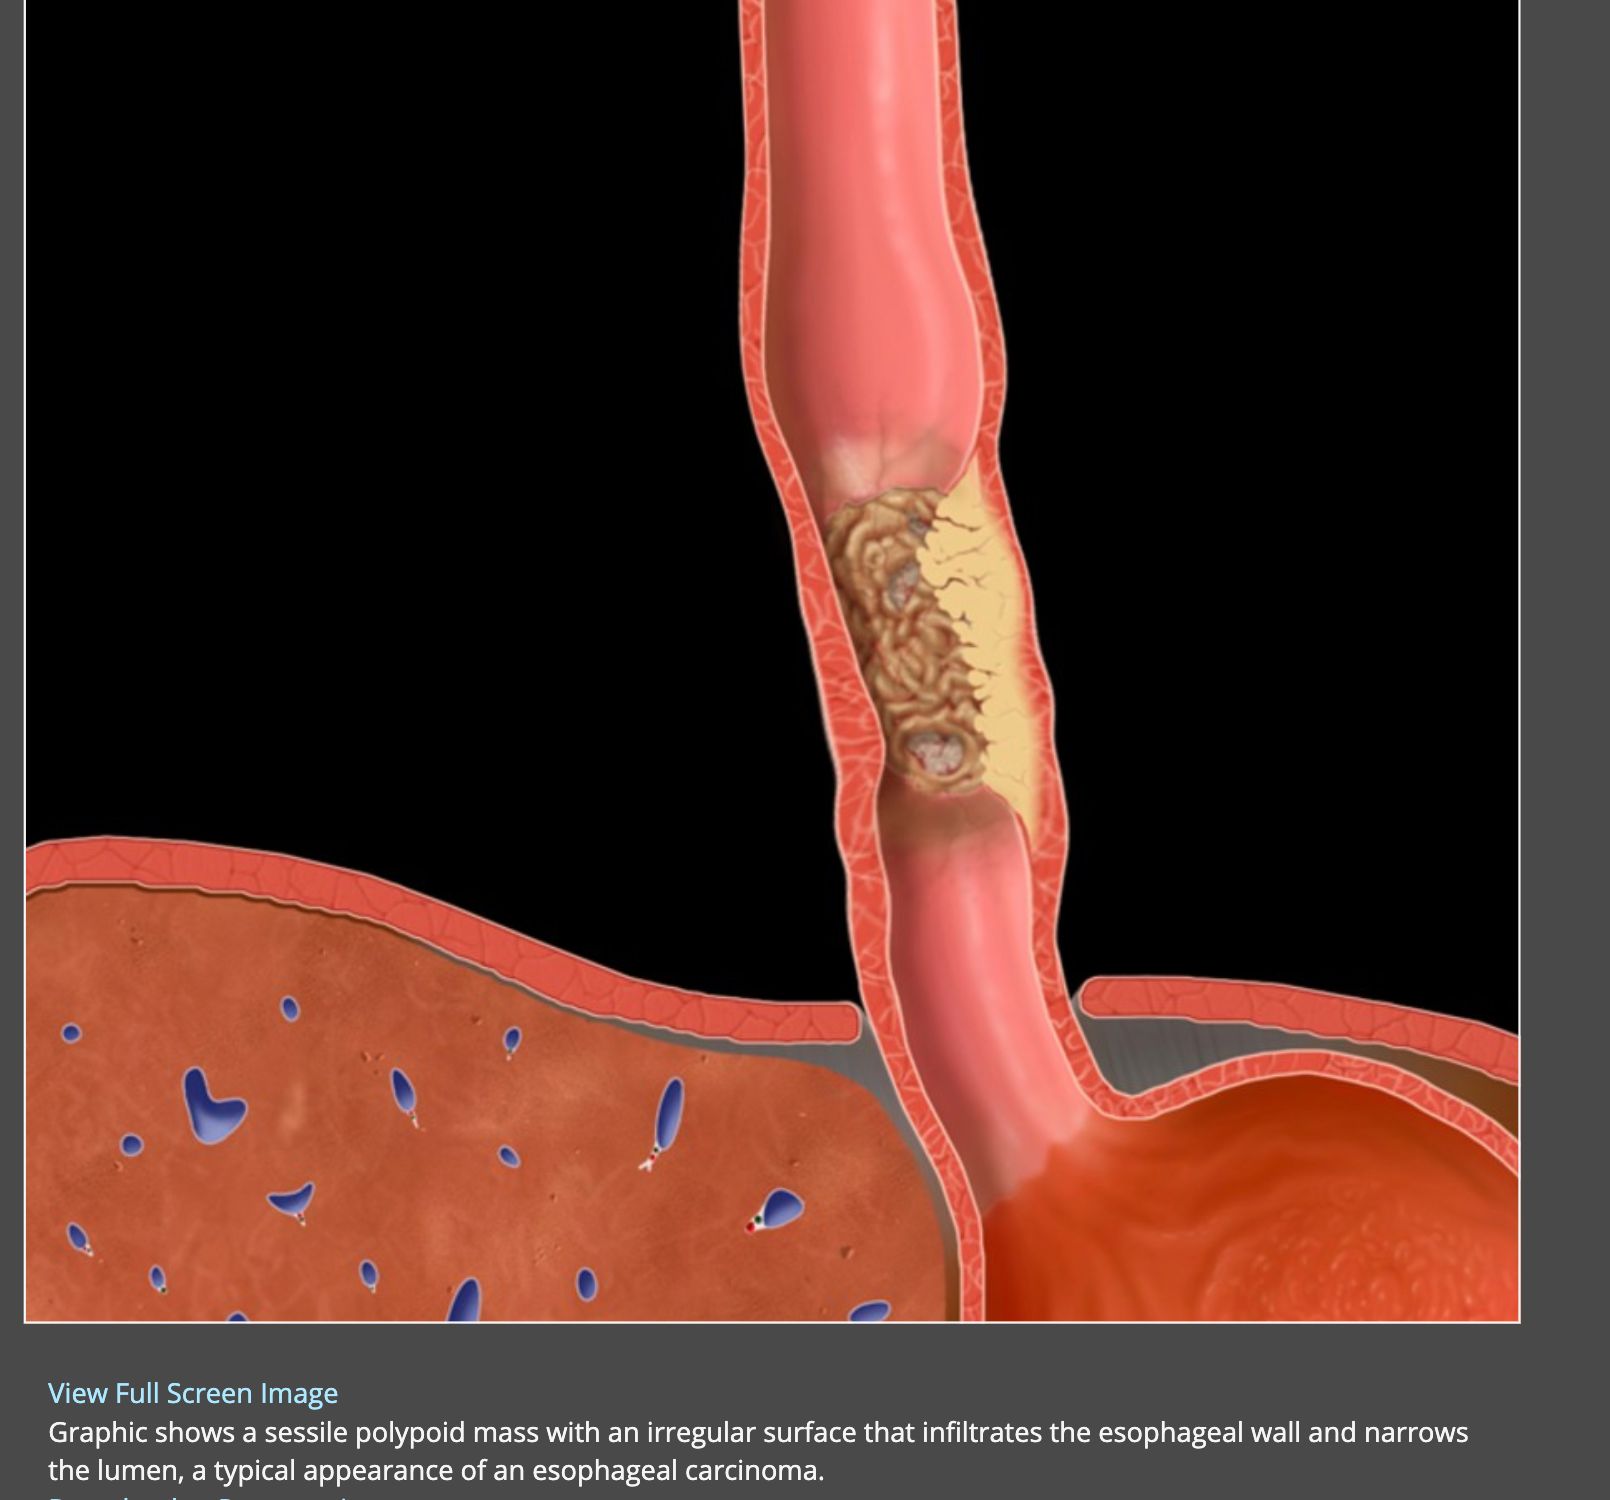 View Full Screen Image
Graphic shows a sessile polypoid mass with an irregular surface that infiltrates the esophageal wall and narrows
the lumen, a typical appearance of an esophageal carcinoma.